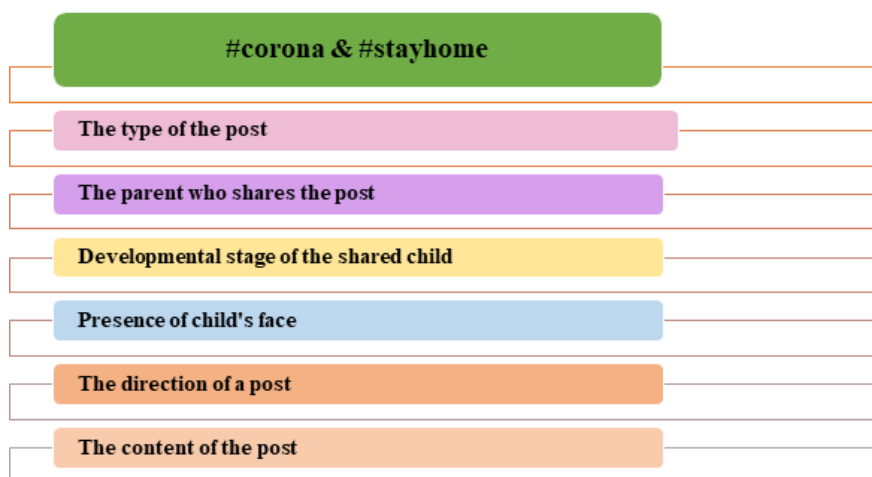 #corona & #stayhome
The type of the post
The parent who shares the post
Developmental stage of the shared child
Presence of child's face
The direction of a post
The content of the post